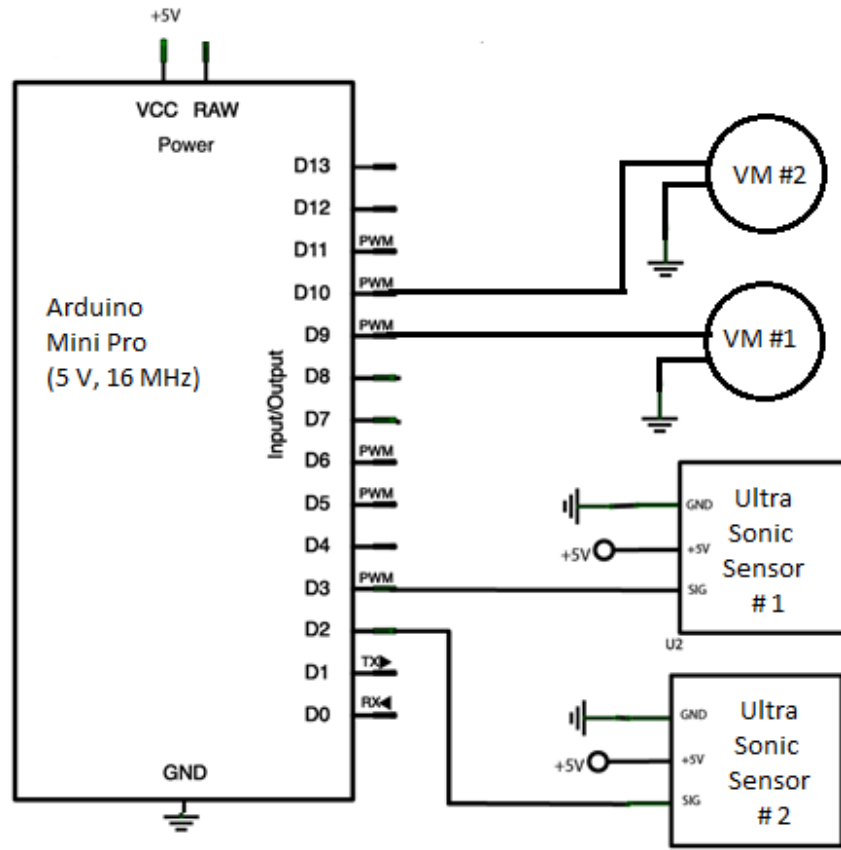 +5V
VCC RAW
Power
D13
D12
D11 PWM
D10 PWM
D9 PWM
D8
D7
D6 PWM
D5 PWM
D4
D3 PWM
D2
D1 TX
D0 RX
Input/Output
Arduino
Mini Pro
(5 V, 16 MHz)
GND
VM #2
VM #1
GND
+5V
+5V
SIG
Ultra
Sonic
Sensor
# 1
U2
GND
+5V
+5V
SIG
Ultra
Sonic
Sensor
# 2